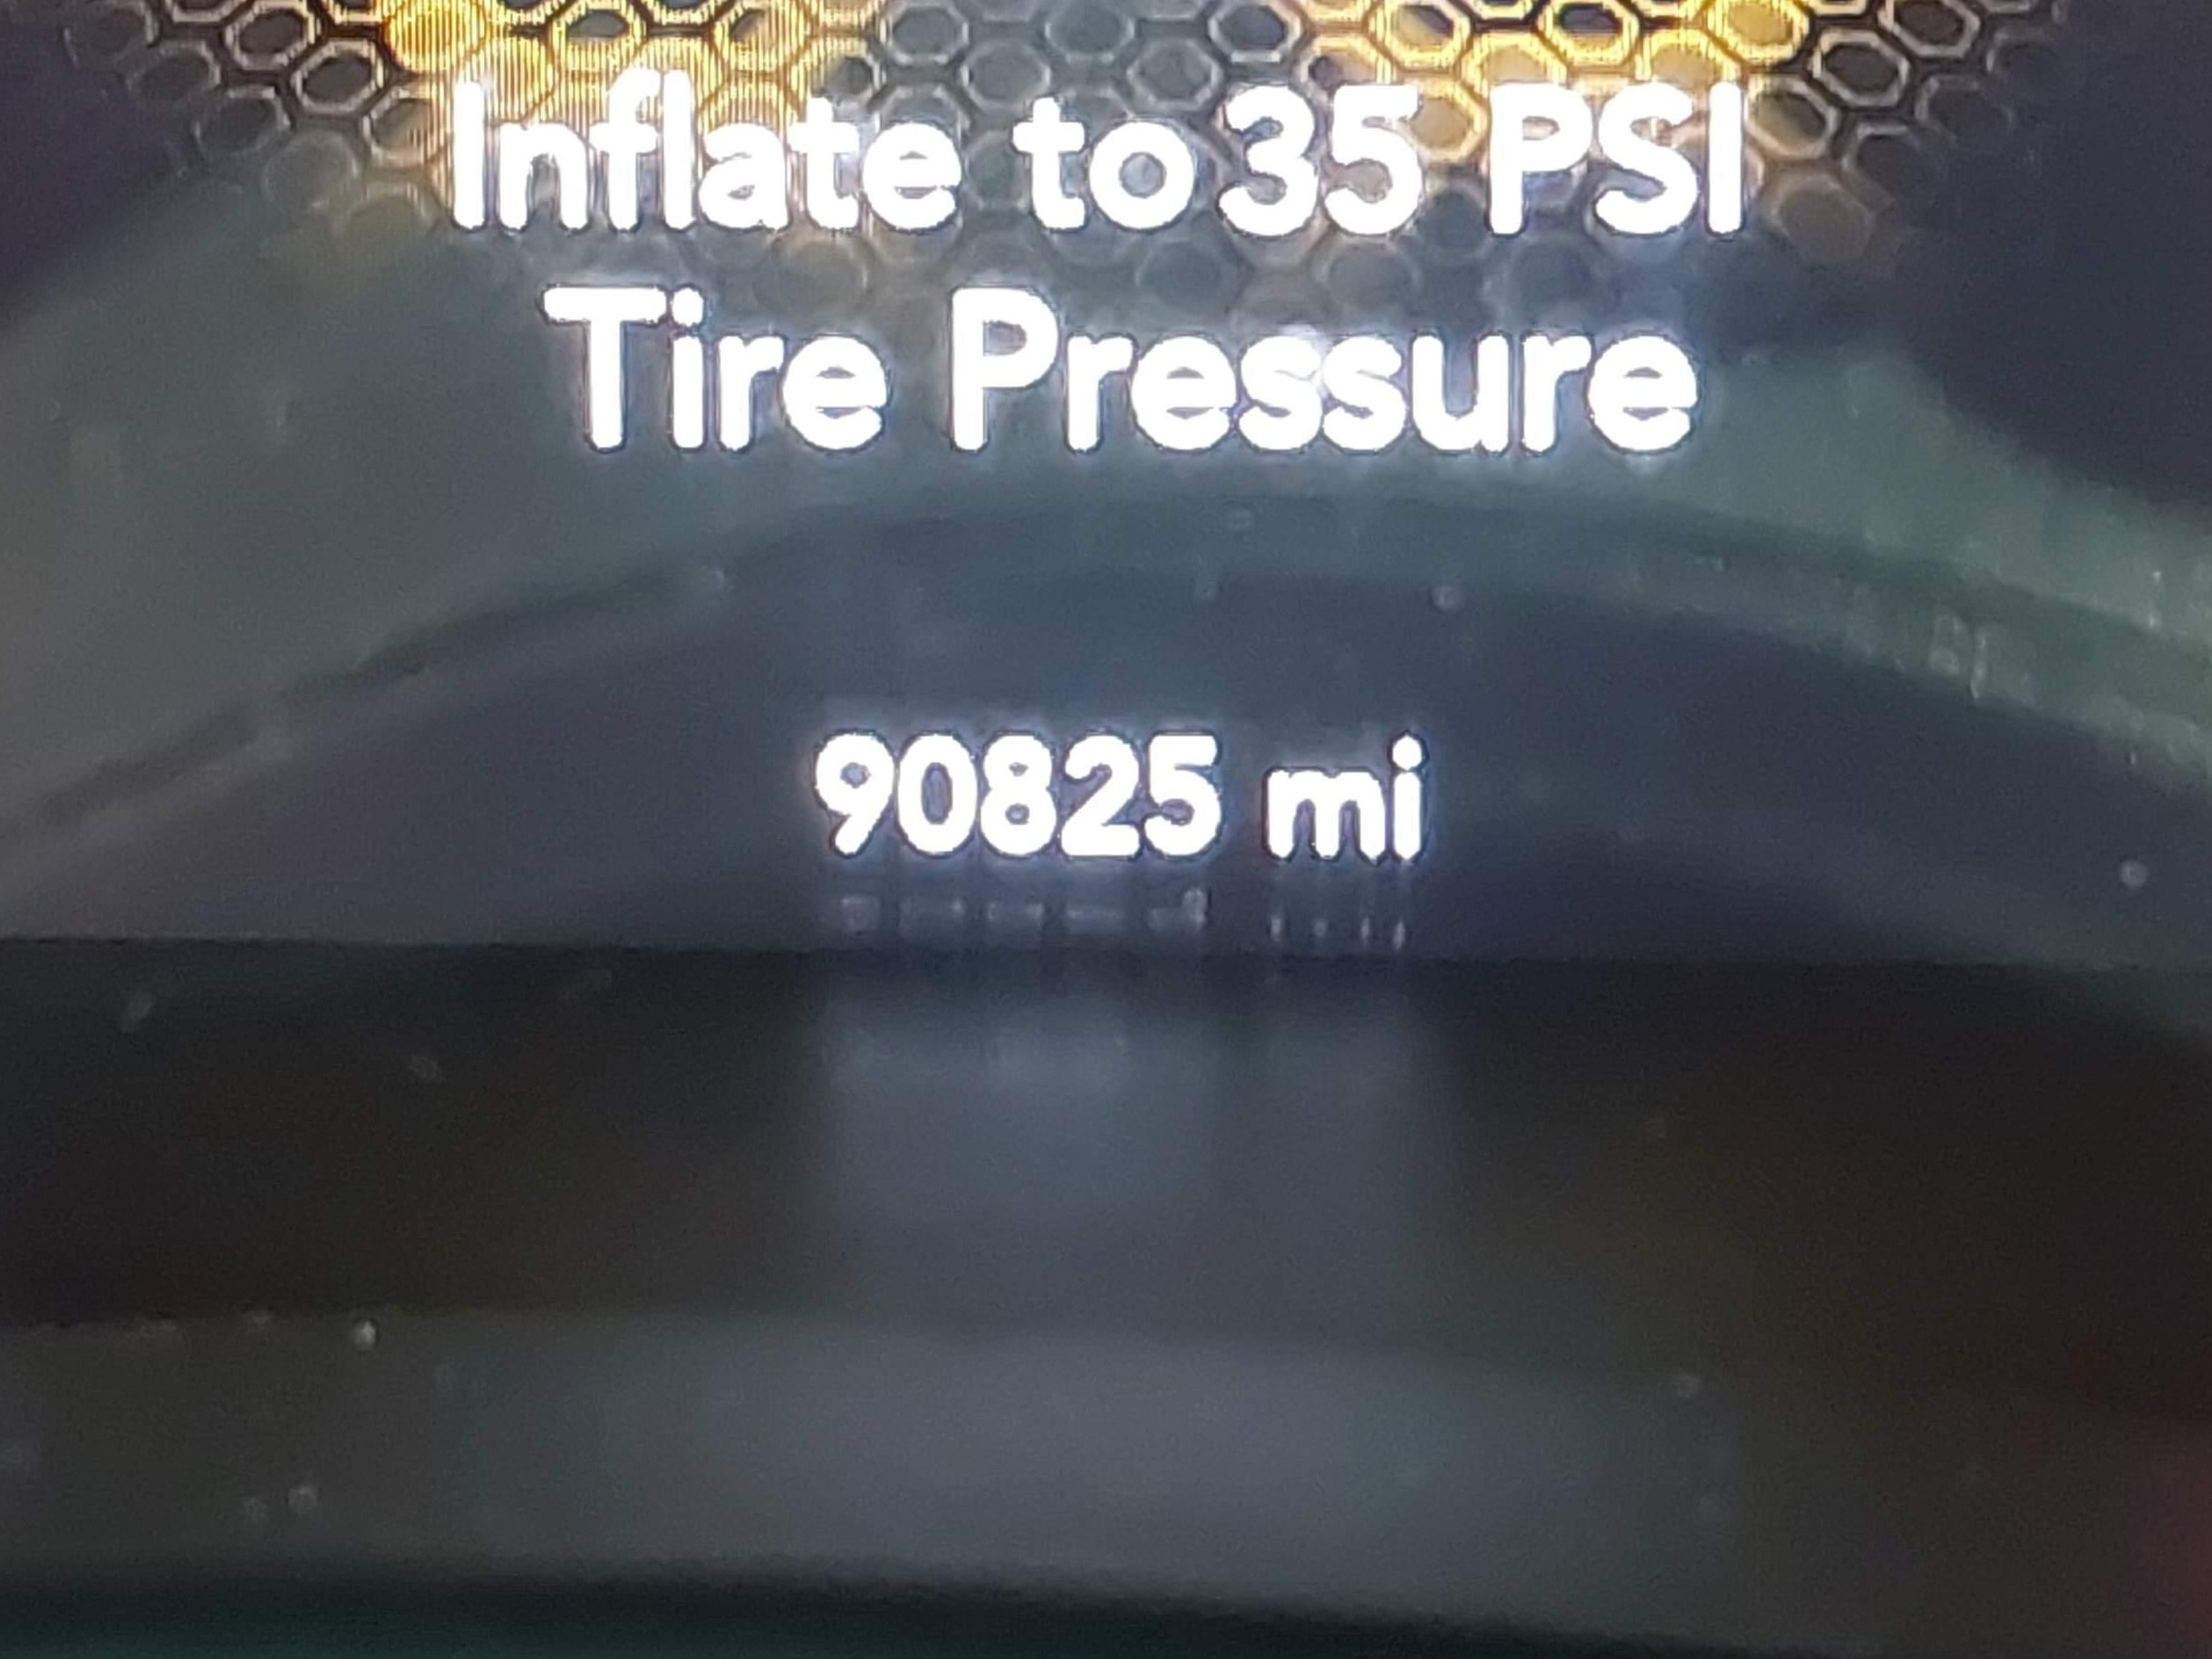 Inflate to 35 PSI
Tire Pressure
90825 mi